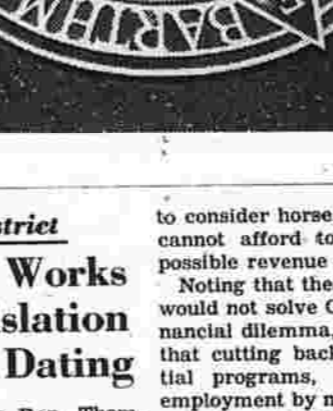 BARTHM
strict
Works
slation
Dating
to consider horse
cannot afford to
possible revenue
Noting that the
would not solve
nancial dilemma,
that cutting back
tial programs,
employment by